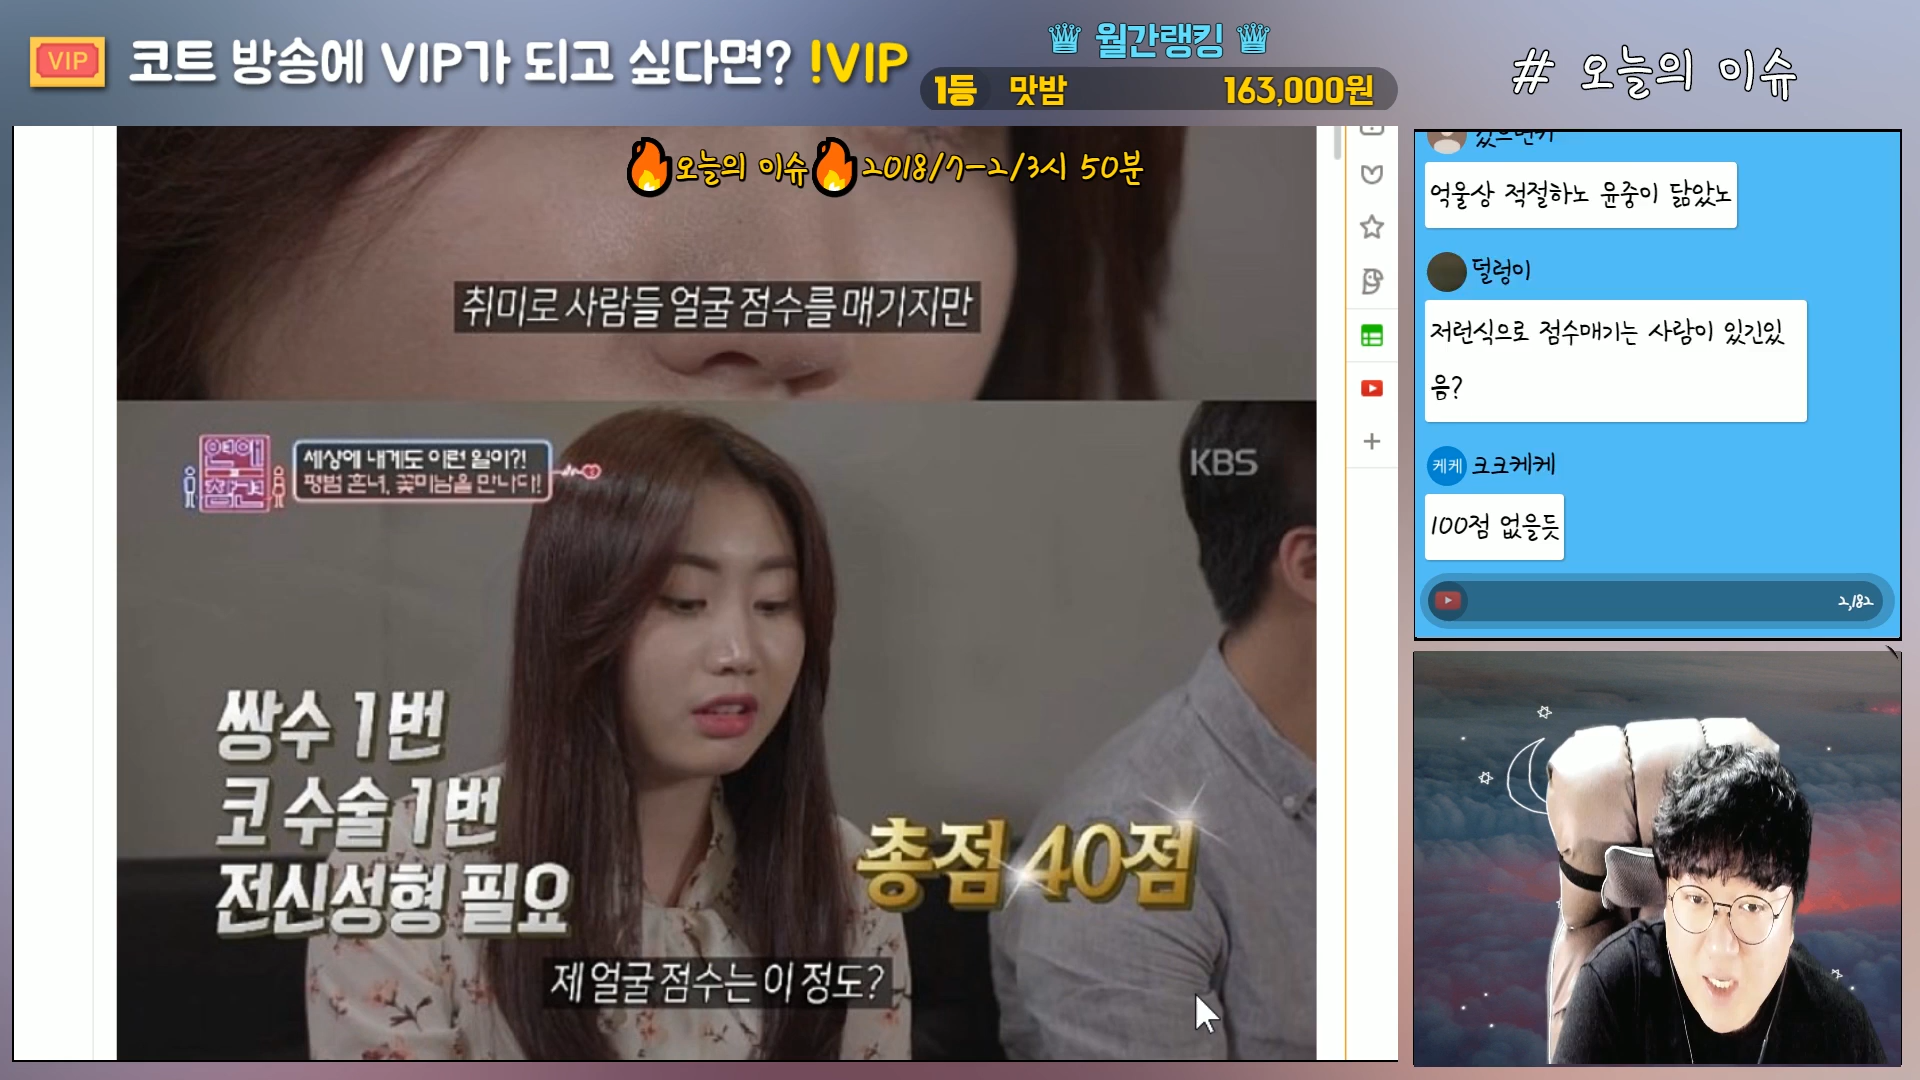 VIP 코트 방송에 VIP가 되고 싶다면? !VIP
월간랭킹
1등 맛밤 163,000원
# 오늘의 이슈
오늘의 이슈 2018/7-2/3시 50분
취미로 사람들 얼굴 점수를 매기지만
연애의 참견
세상에 내게도 이런 일이?!
평범 흔녀, 꽃미남을 만나다!
KBS
쌍수 1번
코 수술 1번
전신성형 필요
총점 40점
제 얼굴 점수는 이 정도?
억울상 적절하노 윤중이 닮았노
덜렁이
저런식으로 점수매기는 사람이 있긴있
음?
케케 크크케케
100점 없을듯
2,182